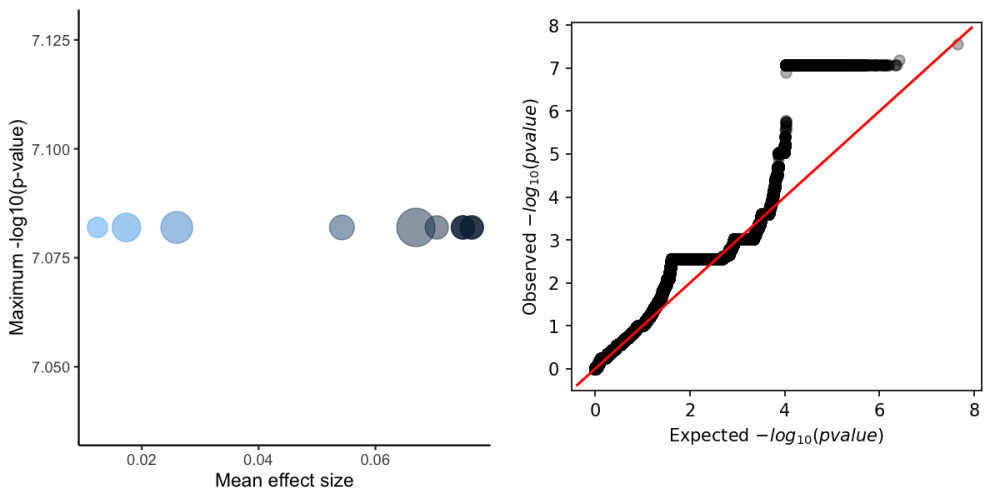 Maximum -log10(p-value)
7.125
7.100
7.075
7.050
0.02 0.04 0.06
Mean effect size
Observed −log₁₀(pvalue)
8
7
6
5
4
3
2
1
0
0 2 4 6 8
Expected −log₁₀(pvalue)